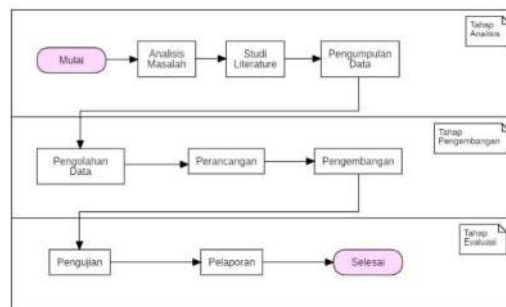 Tahap
Analisis
Mulai
Analisis
Masalah
Studi
Literature
Pengumpulan
Data
Tahap
Pengembangan
Pengolahan
Data
Perancangan
Pengembangan
Tahap
Evaluasi
Pengujian
Pelaporan
Selesai